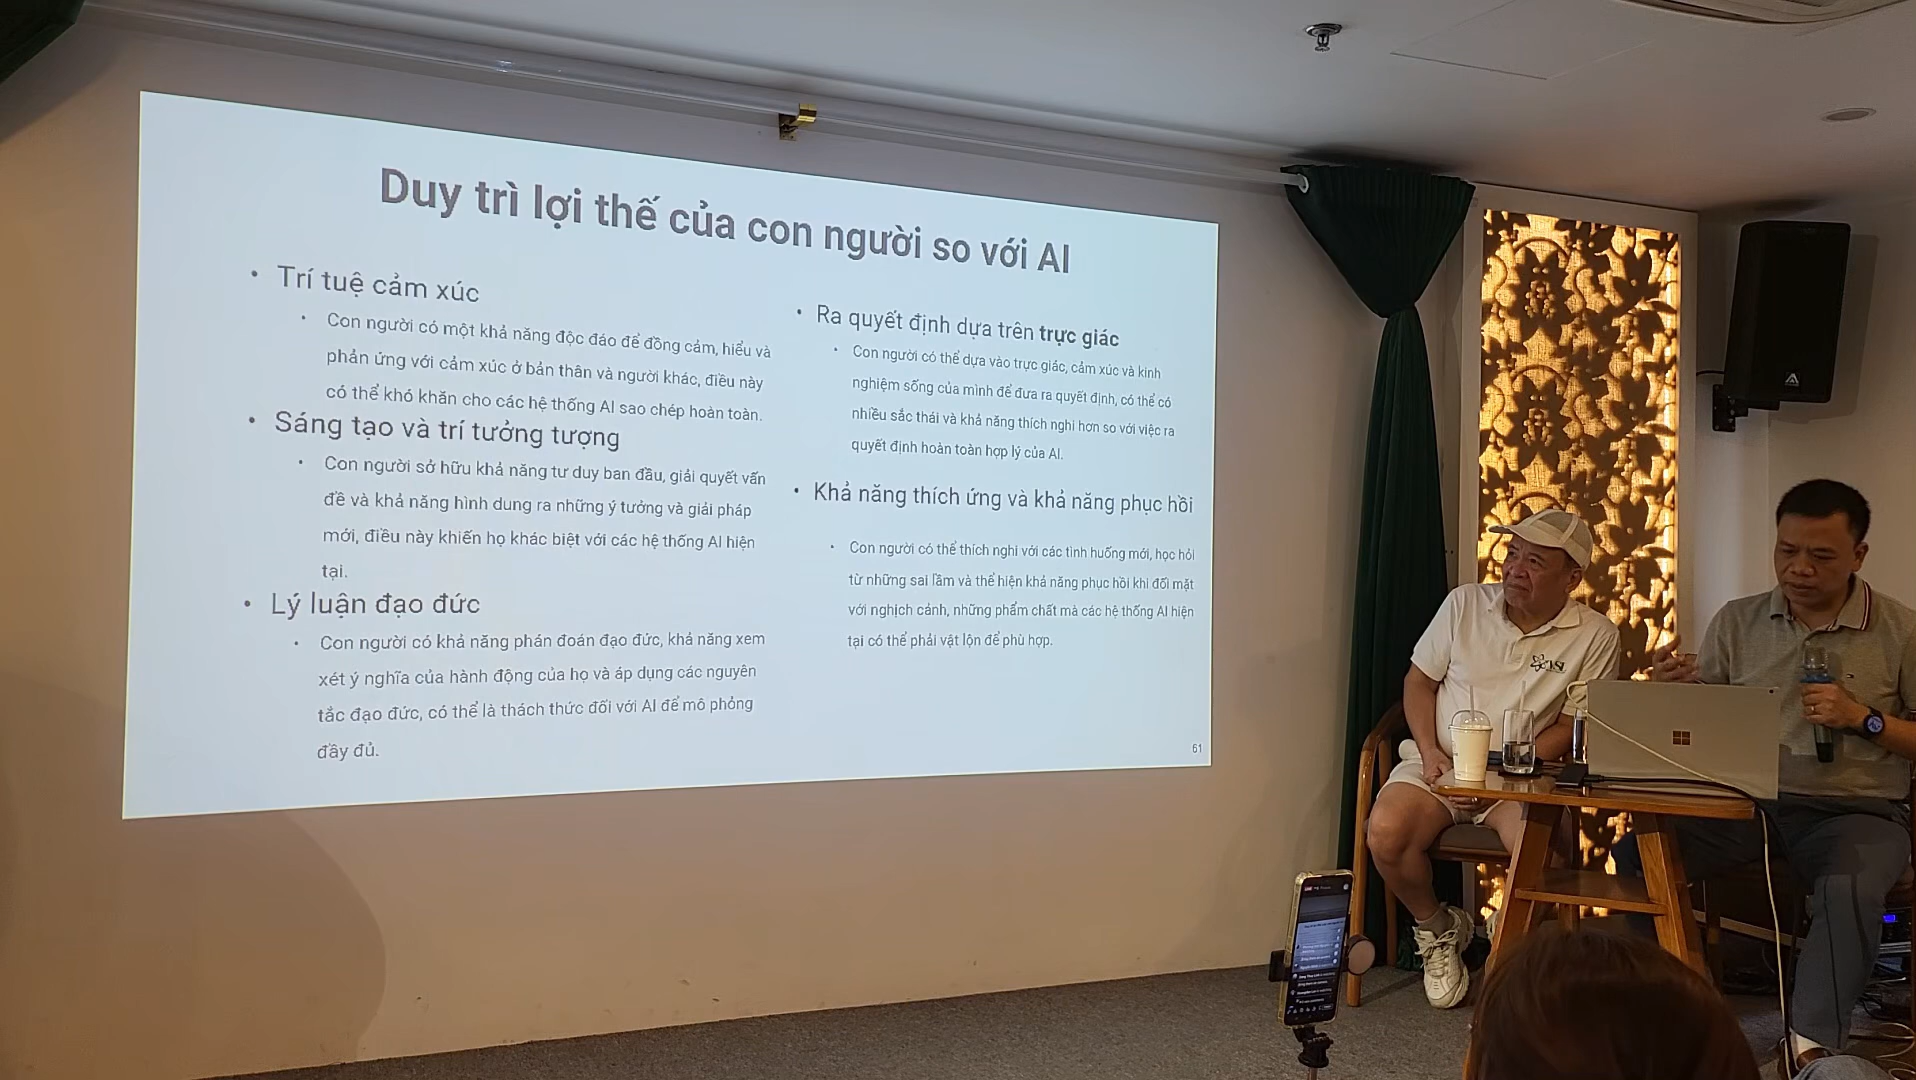 Duy trì lợi thế của con người so với AI
• Trí tuệ cảm xúc
• Con người có một khả năng độc đáo để đồng cảm, hiểu và
phản ứng với cảm xúc ở bản thân và người khác, điều này
có thể khó khăn cho các hệ thống AI sao chép hoàn toàn.
• Sáng tạo và trí tưởng tượng
• Con người sở hữu khả năng tư duy ban đầu, giải quyết vấn
đề và khả năng hình dung ra những ý tưởng và giải pháp
mới, điều này khiến họ khác biệt với các hệ thống AI hiện
tại.
• Lý luận đạo đức
• Con người có khả năng phán đoán đạo đức, khả năng xem
xét ý nghĩa của hành động của họ và áp dụng các nguyên
tắc đạo đức, có thể là thách thức đối với AI để mô phỏng
đầy đủ.
• Ra quyết định dựa trên trực giác
• Con người có thể dựa vào trực giác, cảm xúc và kinh
nghiệm sống của mình để đưa ra quyết định, có thể có
nhiều sắc thái và khả năng thích nghi hơn so với việc ra
quyết định hoàn toàn hợp lý của AI.
• Khả năng thích ứng và khả năng phục hồi
• Con người có thể thích nghi với các tình huống mới, học hỏi
từ những sai lầm và thể hiện khả năng phục hồi khi đối mặt
với nghịch cảnh, những phẩm chất mà các hệ thống AI hiện
tại có thể phải vật lộn để phù hợp.
61